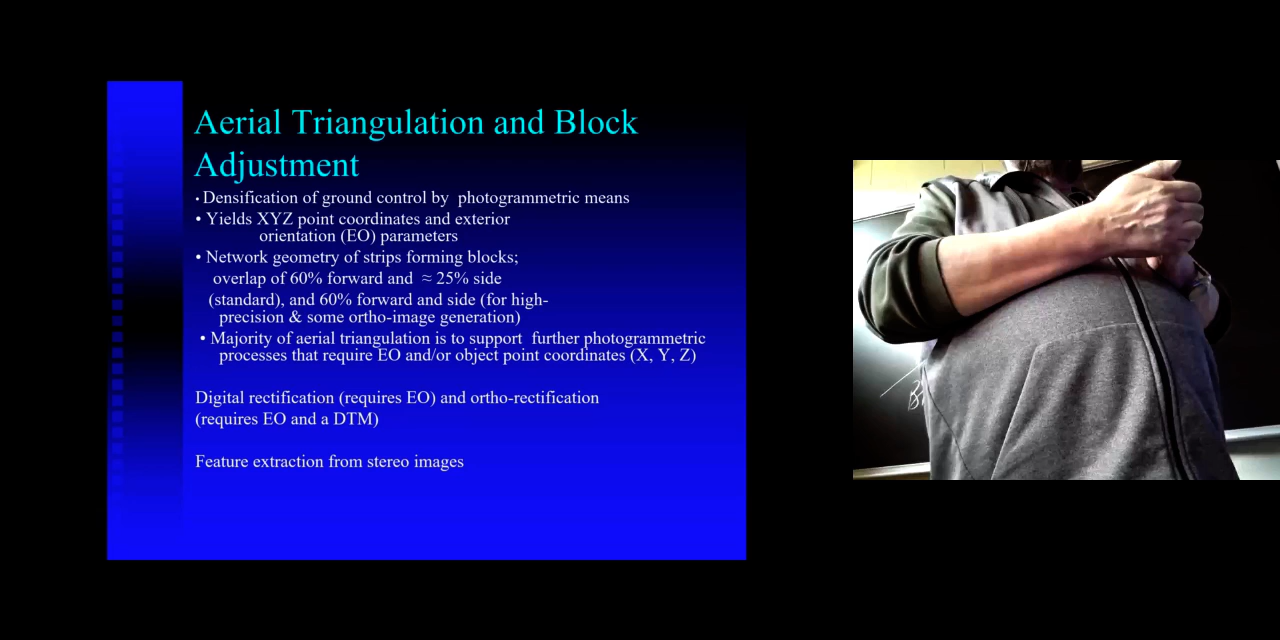 Aerial Triangulation and Block
Adjustment
• Densification of ground control by photogrammetric means
• Yields XYZ point coordinates and exterior
orientation (EO) parameters
• Network geometry of strips forming blocks;
overlap of 60% forward and ≈ 25% side
(standard), and 60% forward and side (for high-
precision & some ortho-image generation)
• Majority of aerial triangulation is to support further photogrammetric
processes that require EO and/or object point coordinates (X, Y, Z)
Digital rectification (requires EO) and ortho-rectification
(requires EO and a DTM)
Feature extraction from stereo images